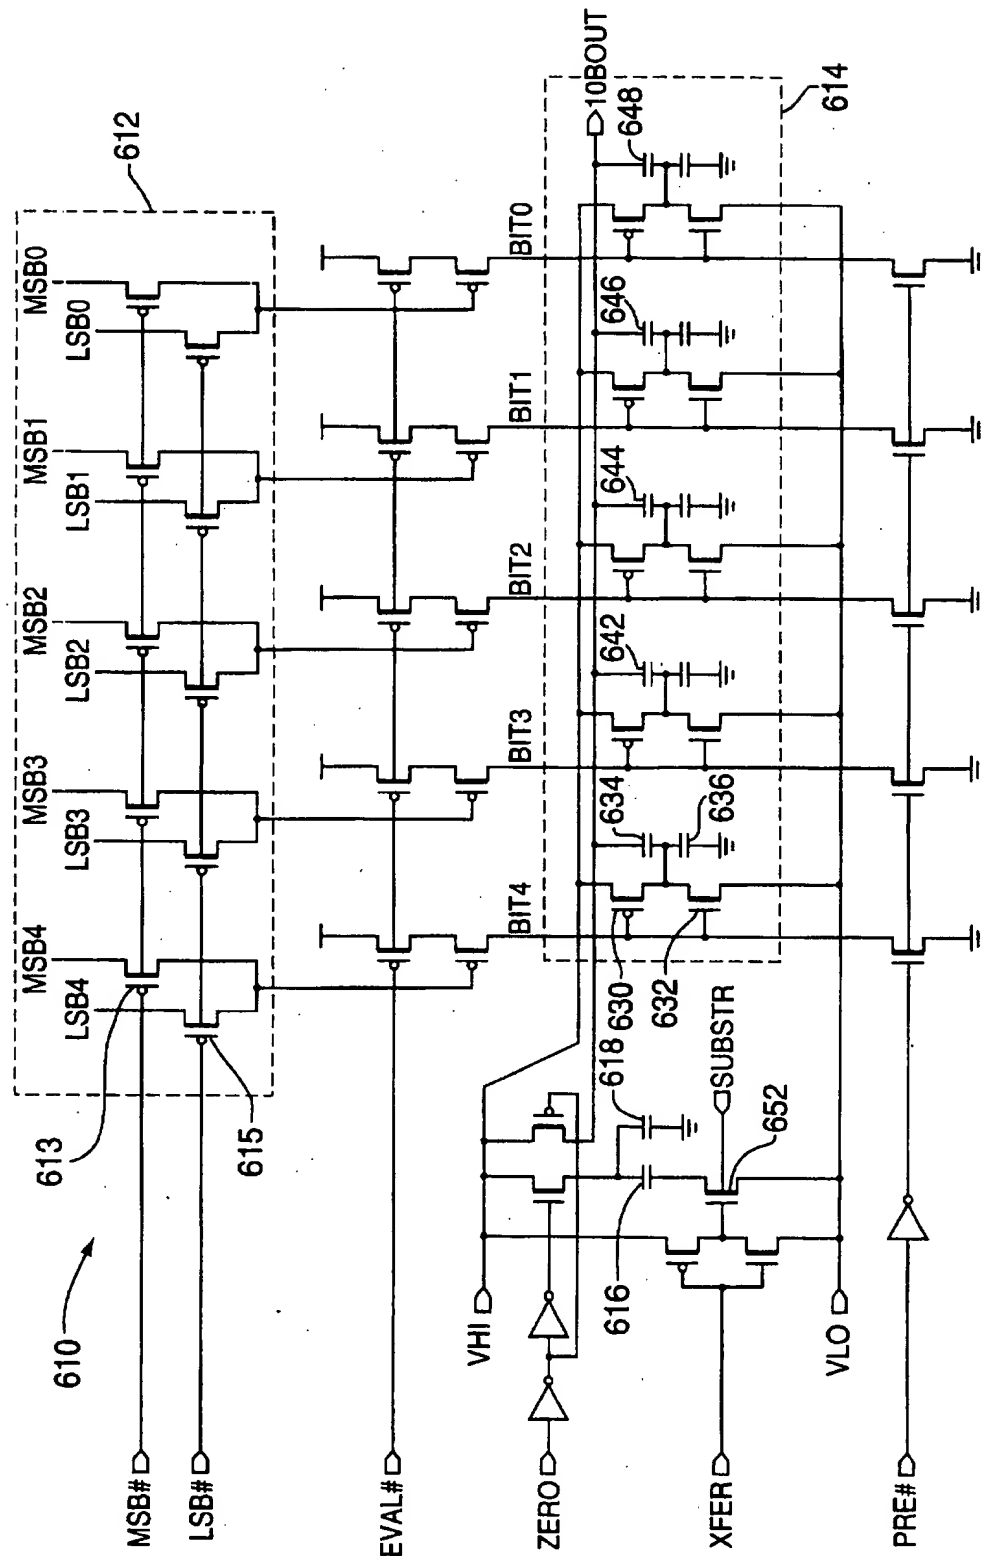 610
612
MSB4
MSB3
MSB2
MSB1
MSB0
LSB4
LSB3
LSB2
LSB1
LSB0
613
615
MSB#
LSB#
EVAL#
BIT4
BIT3
BIT2
BIT1
BIT0
VHI
10BOUT
ZERO
618
616
630
634
642
644
646
648
632
636
SUBSTR
652
XFER
VLO
614
PRE#